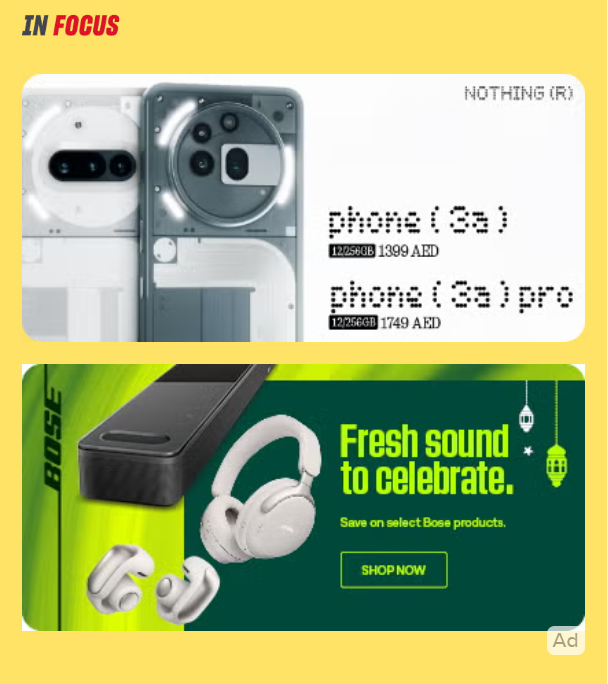 IN FOCUS
NOTHING (R)
phone (3a)
12/256GB 1399 AED
phone (3a) pro
12/256GB 1749 AED
BOSE
Fresh sound
to celebrate.
Save on select Bose products.
SHOP NOW
Ad